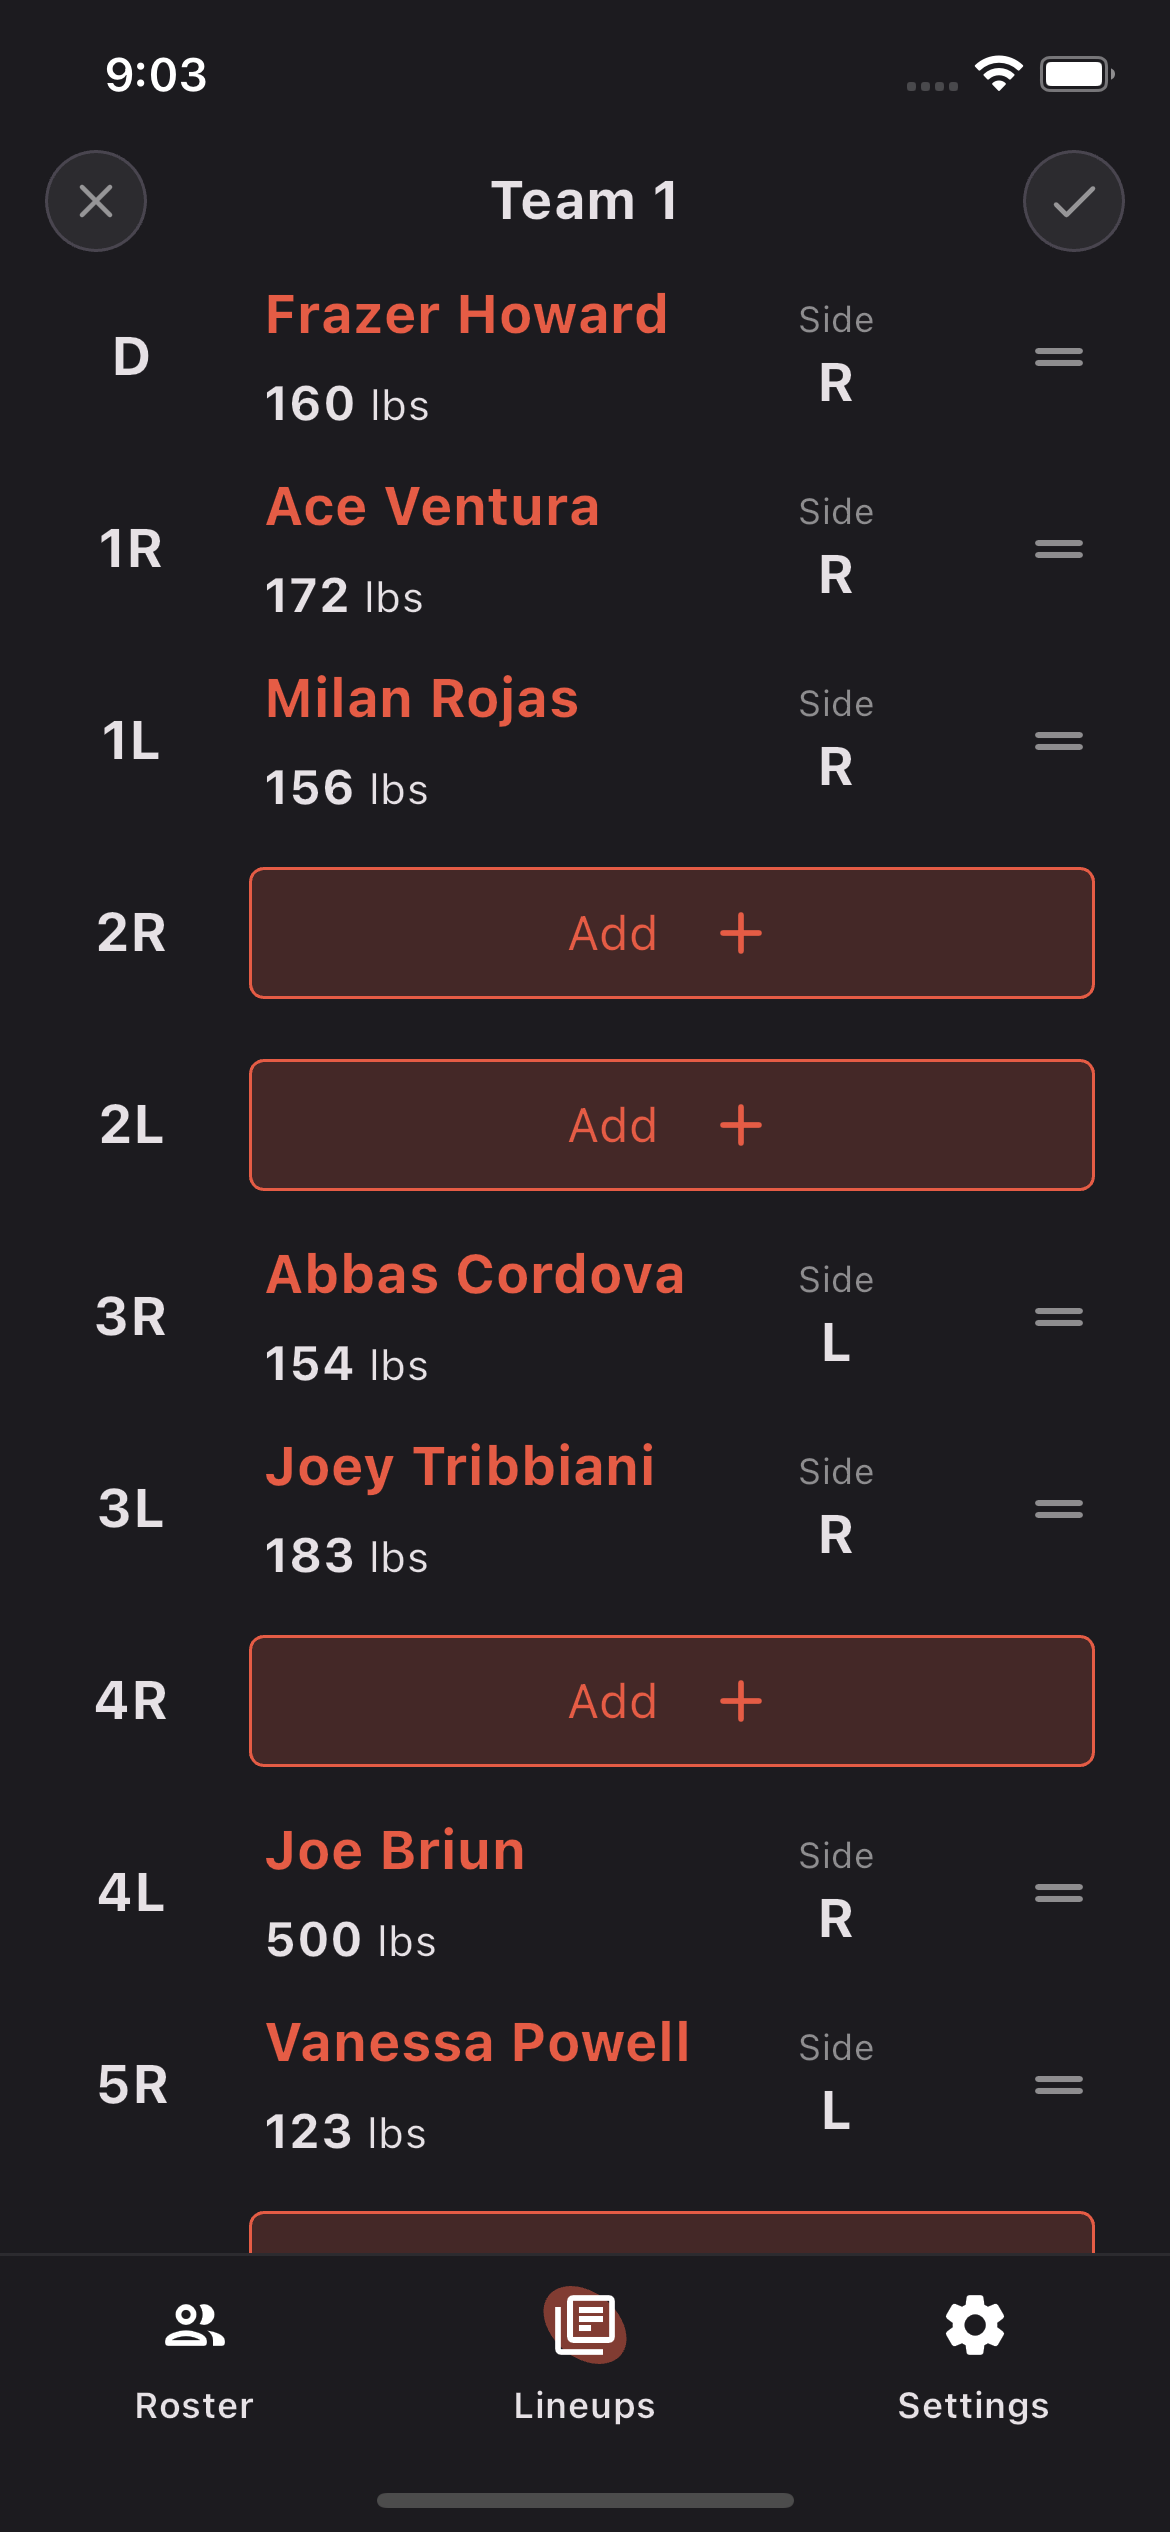 9:03
Team 1
D
Frazer Howard
160 lbs
Side
R
1R
Ace Ventura
172 lbs
Side
R
1L
Milan Rojas
156 lbs
Side
R
2R
Add
2L
Add
3R
Abbas Cordova
154 lbs
Side
L
3L
Joey Tribbiani
183 lbs
Side
R
4R
Add
4L
Joe Briun
500 lbs
Side
R
5R
Vanessa Powell
123 lbs
Side
L
Roster
Lineups
Settings